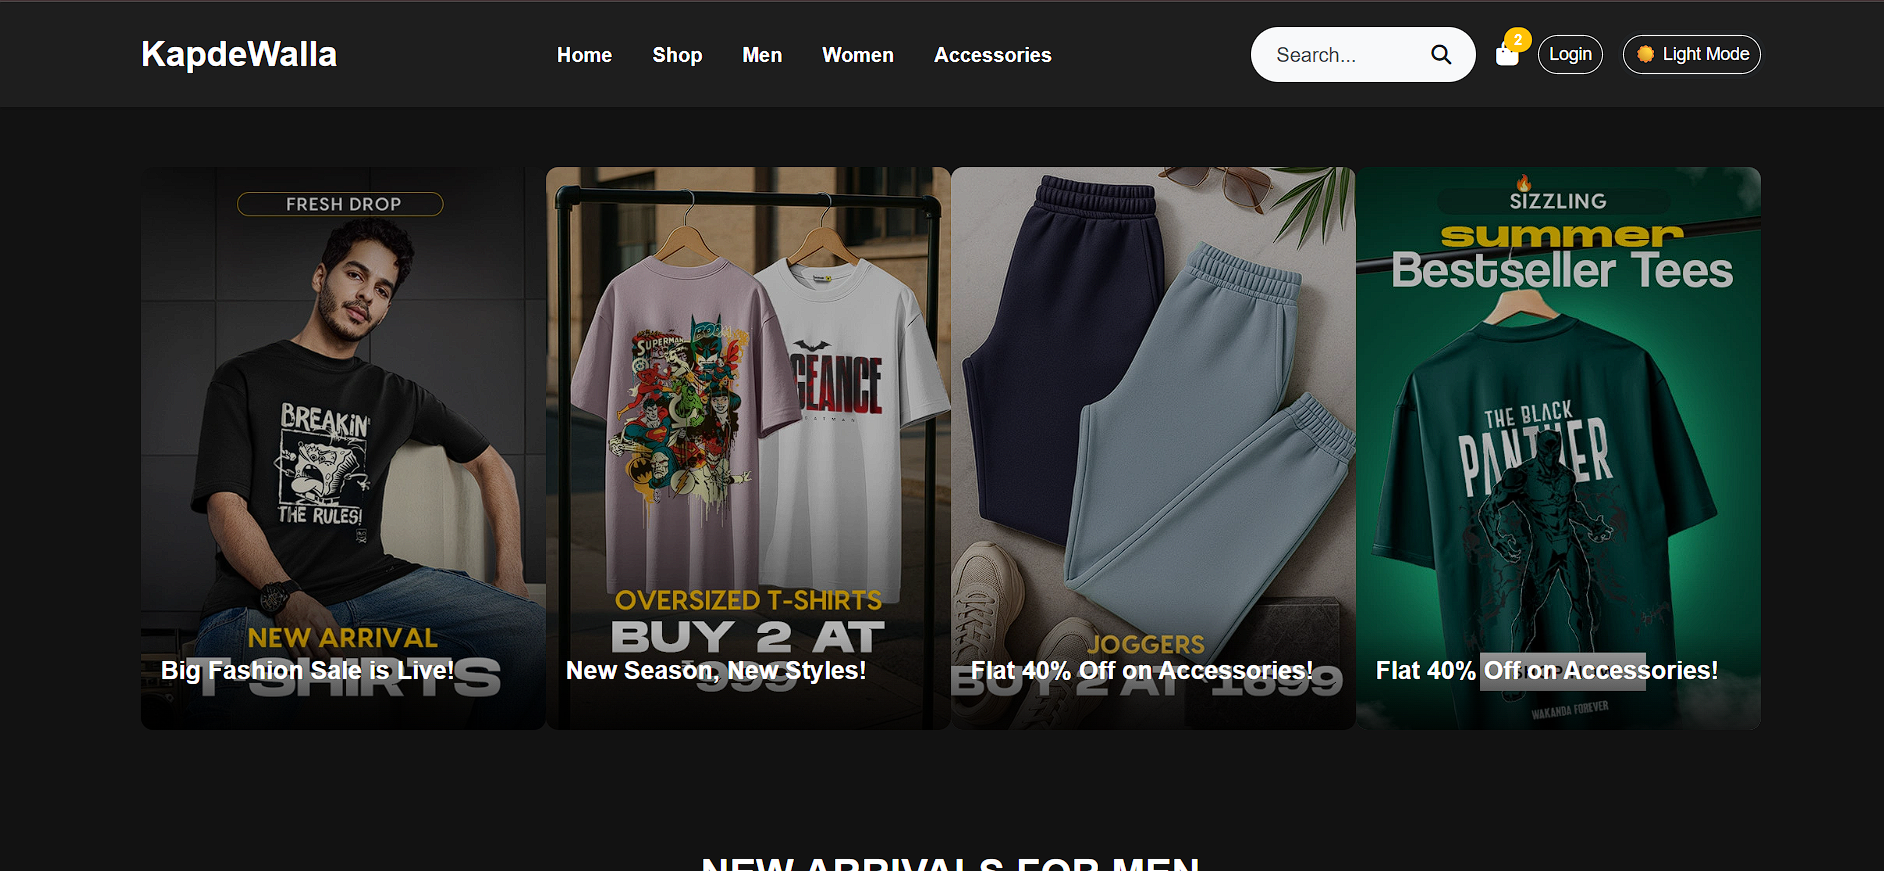 KapdeWalla
Home
Shop
Men
Women
Accessories
Search...
2
Login
Light Mode
FRESH DROP
BREAKIN'
THE RULES!
NEW ARRIVAL
T-SHIRTS
Big Fashion Sale is Live!
SUPERMAN
GEANCE
BATMAN
OVERSIZED T-SHIRTS
BUY 2 AT
999
New Season, New Styles!
JOGGERS
BUY 2 AT 1699
Flat 40% Off on Accessories!
SIZZLING
summer
Bestseller Tees
THE BLACK
PANTHER
Flat 40% Off on Accessories!
WAKANDA FOREVER
NEW ARRIVALS FOR MEN